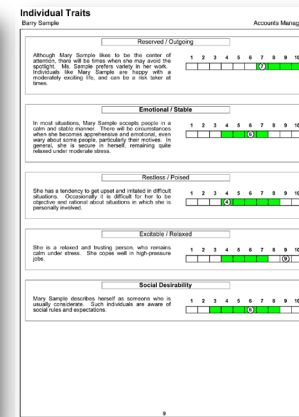 Individual Traits
Barry Sample Accounts Manag
Reserved / Outgoing
Although Mary Sample likes to be the center of
attention, there will be times when she may avoid the
spotlight. Ms. Sample prefers variety in her work.
Individuals like Mary Sample are happy with a
moderately exciting life, and can be a risk taker at
times.
1 2 3 4 5 6 7 8 9 10
7
Emotional / Stable
In most situations, Mary Sample accepts people in a
calm and stable manner. There will be circumstances
when she becomes apprehensive and emotional, even
wary about some people, particularly their motives. In
general, she is secure in herself, remaining quite
relaxed under moderate stress.
1 2 3 4 5 6 7 8 9 10
6
Restless / Poised
She has a tendency to get upset and irritated in difficult
situations. Occasionally it is difficult for her to be
objective and rational about situations in which she is
personally involved.
1 2 3 4 5 6 7 8 9 10
4
Excitable / Relaxed
She is a relaxed and trusting person, who remains
calm under stress. She copes well in high-pressure
jobs.
1 2 3 4 5 6 7 8 9 10
9
Social Desirability
Mary Sample describes herself as someone who is
usually considerate. Such individuals are aware of
social rules and expectations.
1 2 3 4 5 6 7 8 9 10
6
9